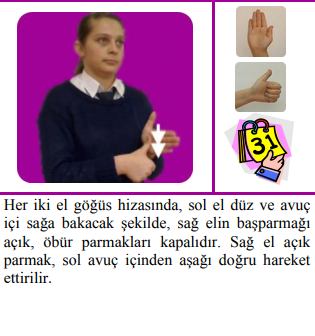 31
Her iki el göğüs hizasında, sol el düz ve avuç
içi sağa bakacak şekilde, sağ elin başparmağı
açık, öbür parmakları kapalıdır. Sağ el açık
parmak, sol avuç içinden aşağı doğru hareket
ettirilir.